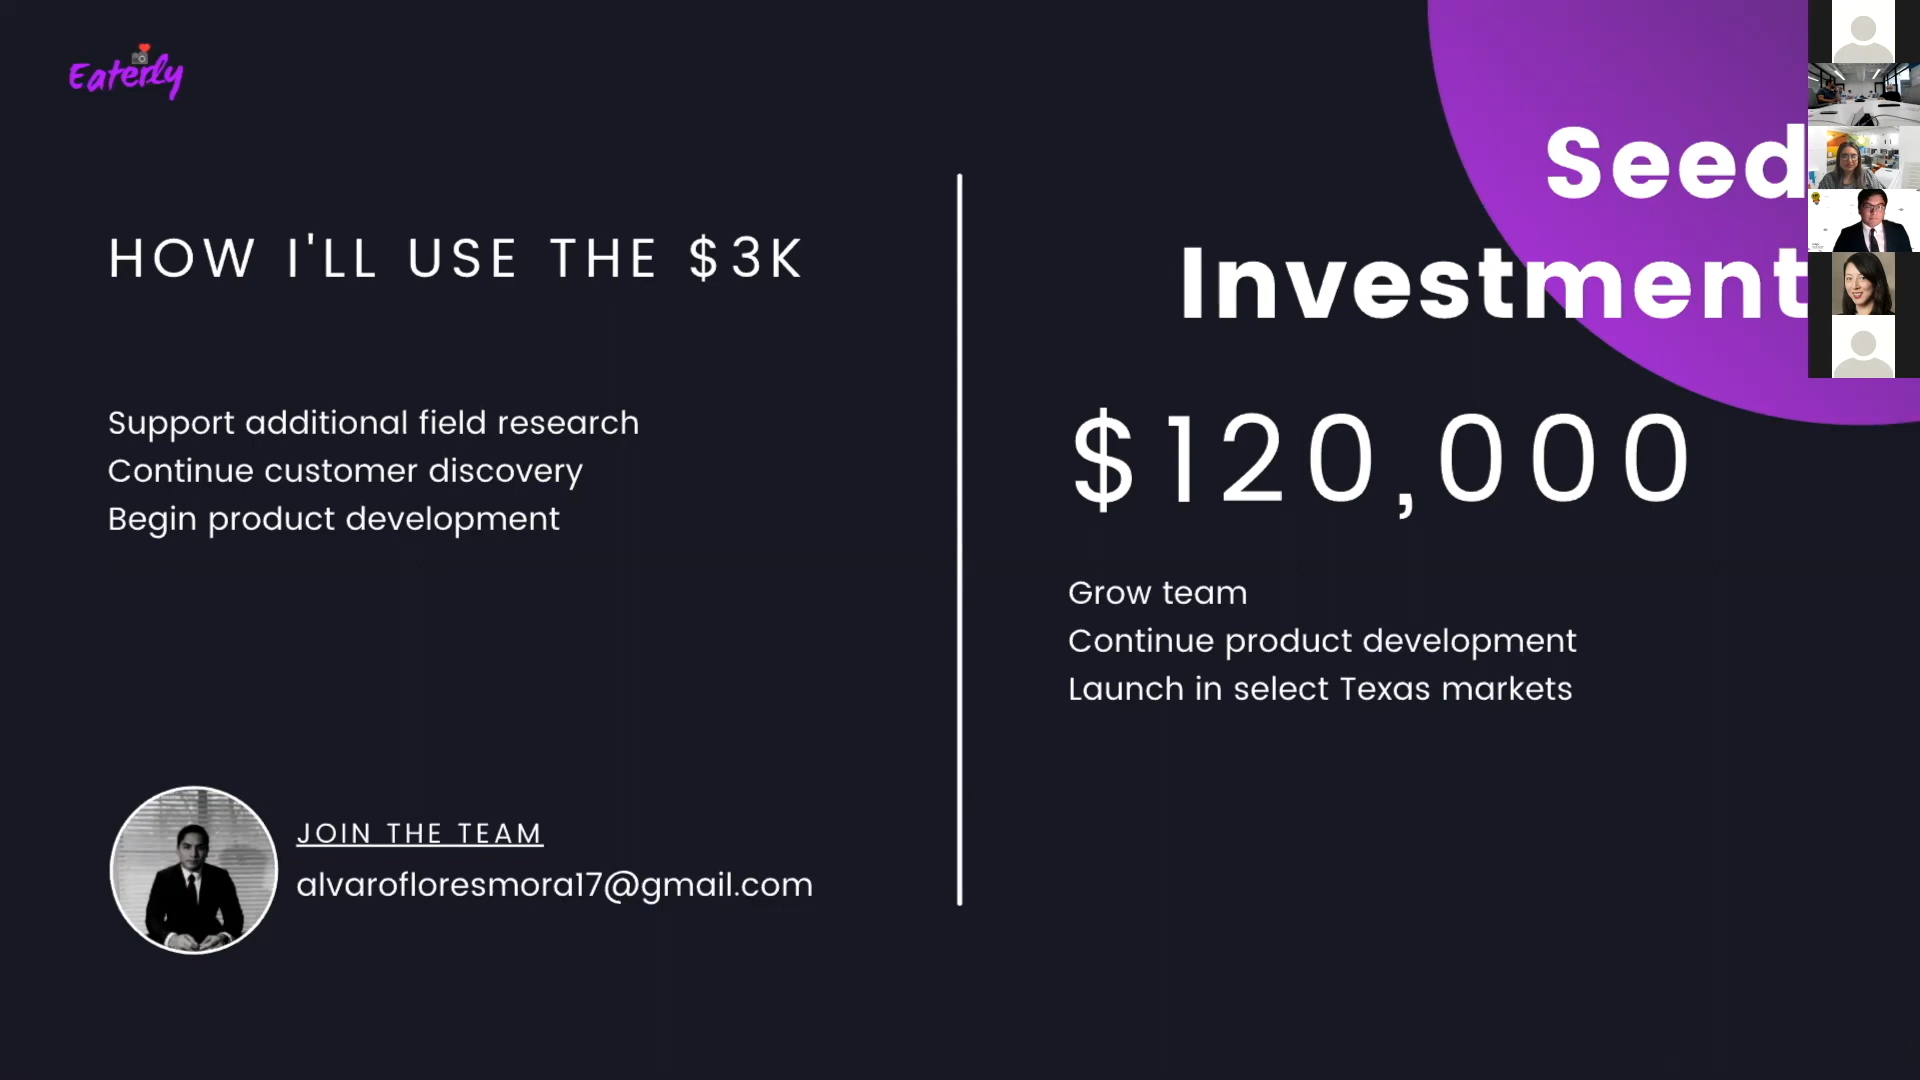 Eaterly
HOW I'LL USE THE $3K
Support additional field research
Continue customer discovery
Begin product development
JOIN THE TEAM
alvarofloresmora17@gmail.com
Seed
Investment
$120,000
Grow team
Continue product development
Launch in select Texas markets